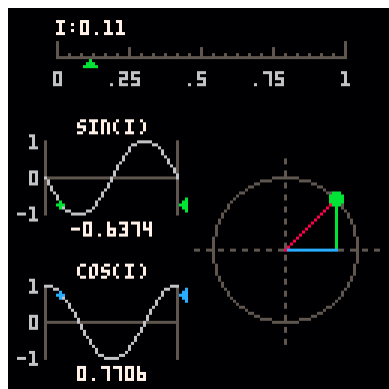 I:0.11
0 .25 .5 .75 1
SIN(I)
1
0
-1
-0.6374
COS(I)
1
0
-1
0.7706